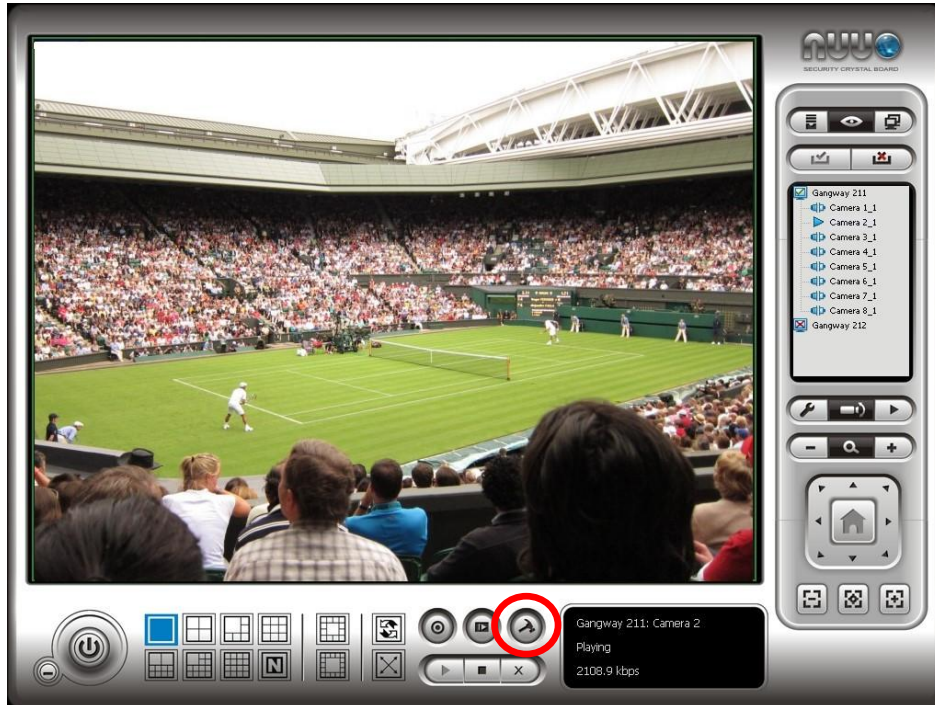 nuuo
SECURITY CRYSTAL BOARD
Gangway 211
Camera 1_1
Camera 2_1
Camera 3_1
Camera 4_1
Camera 5_1
Camera 6_1
Camera 7_1
Camera 8_1
Gangway 212
N
Gangway 211: Camera 2
Playing
2108.9 kbps